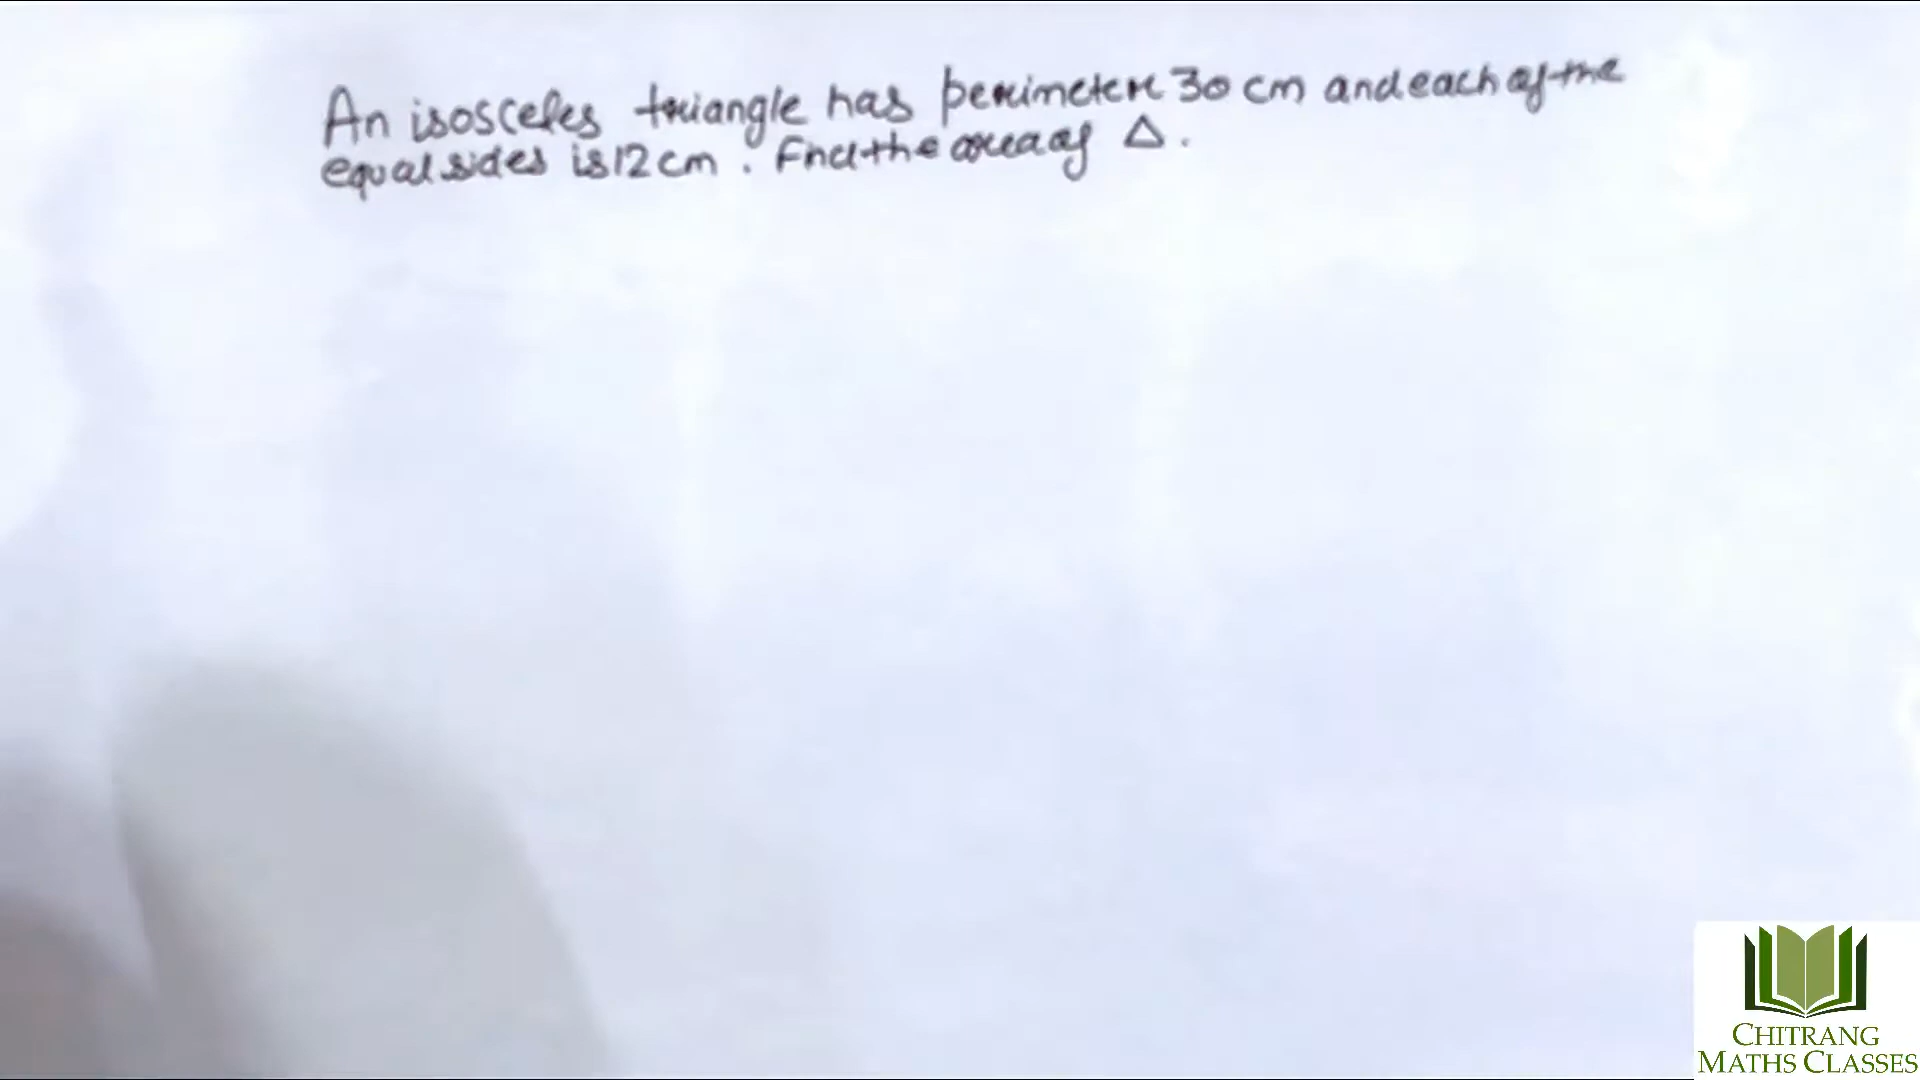 An isosceles triangle has perimeter 30 cm and each of the
equal sides is 12 cm . Find the area of Δ .
CHITRANG
MATHS CLASSES